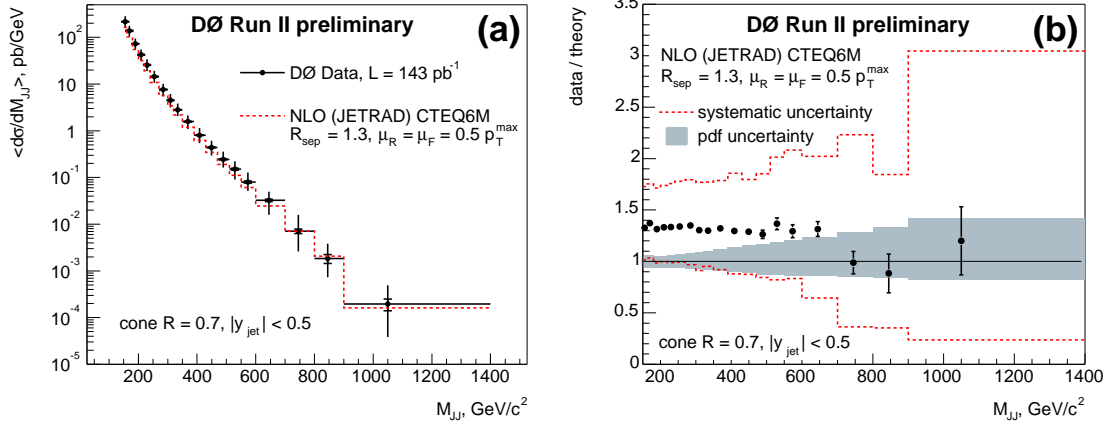 DØ Run II preliminary
(a)
DØ Data, L = 143 pb⁻¹
NLO (JETRAD) CTEQ6M
R_sep = 1.3, μ_R = μ_F = 0.5 p_T^max
cone R = 0.7, |y_jet| < 0.5
<dσ/dM_JJ>, pb/GeV
10²
10
1
10⁻¹
10⁻²
10⁻³
10⁻⁴
10⁻⁵
200 400 600 800 1000 1200 1400
M_JJ, GeV/c²
DØ Run II preliminary
(b)
NLO (JETRAD) CTEQ6M
R_sep = 1.3, μ_R = μ_F = 0.5 p_T^max
systematic uncertainty
pdf uncertainty
cone R = 0.7, |y_jet| < 0.5
data / theory
3.5
3
2.5
2
1.5
1
0.5
0
200 400 600 800 1000 1200 1400
M_JJ, GeV/c²